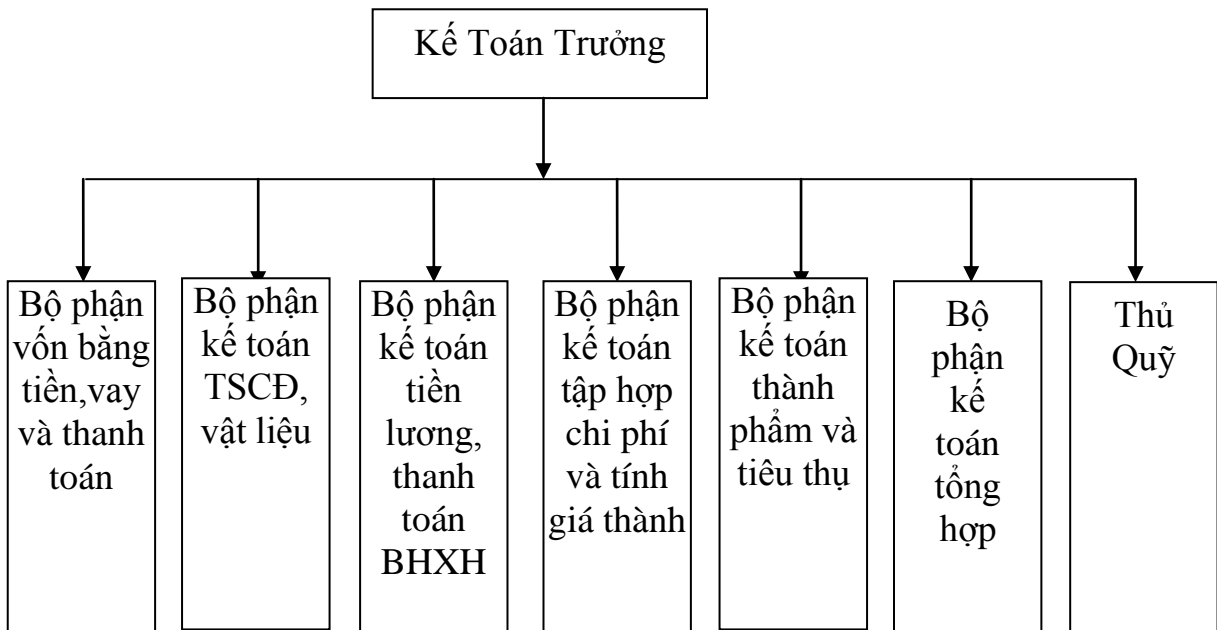 Kế Toán Trưởng
Bộ phận
vốn bằng
tiền,vay
và thanh
toán
Bộ phận
kế toán
TSCĐ,
vật liệu
Bộ phận
kế toán
tiền
lương,
thanh
toán
BHXH
Bộ phận
kế toán
tập hợp
chi phí
và tính
giá thành
Bộ phận
kế toán
thành
phẩm và
tiêu thụ
Bộ
phận
kế
toán
tổng
hợp
Thủ
Quỹ